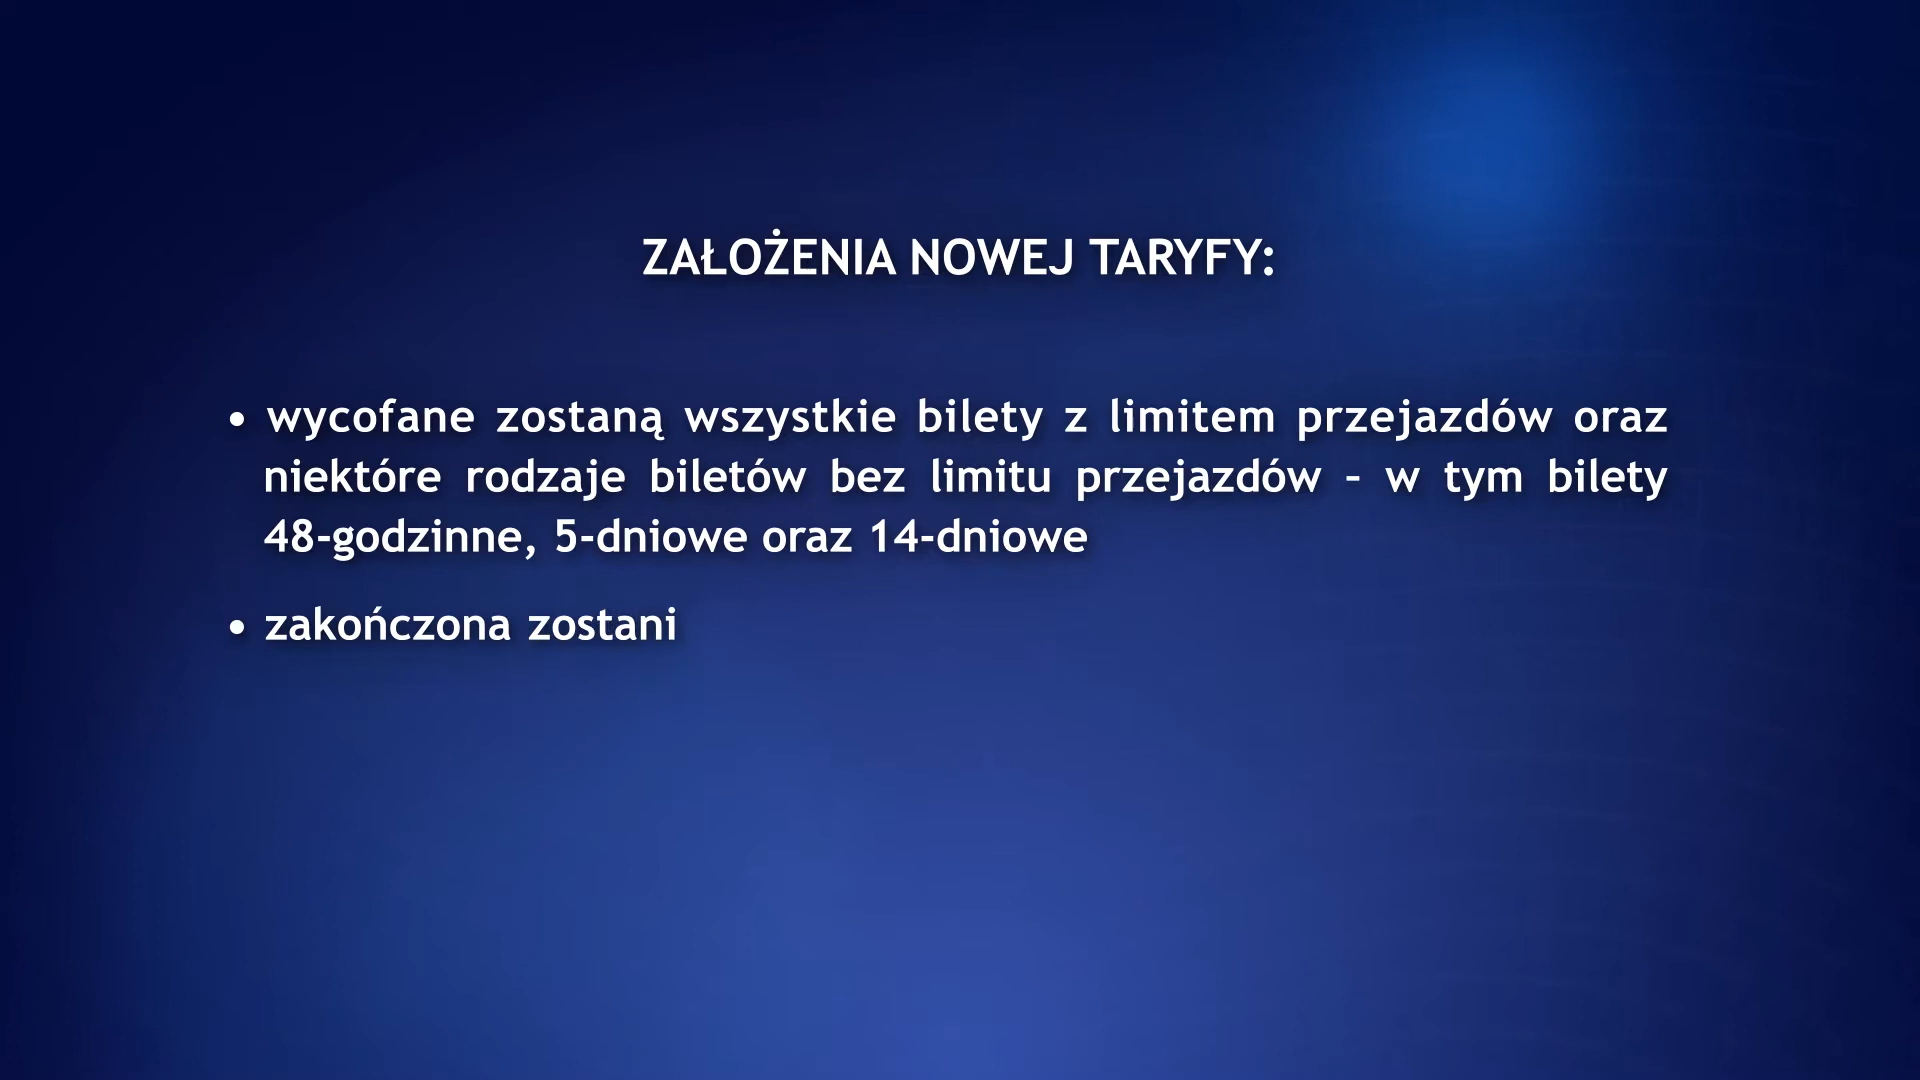 ZAŁOŻENIA NOWEJ TARYFY:
• wycofane zostaną wszystkie bilety z limitem przejazdów oraz
niektóre rodzaje biletów bez limitu przejazdów – w tym bilety
48-godzinne, 5-dniowe oraz 14-dniowe
• zakończona zostani